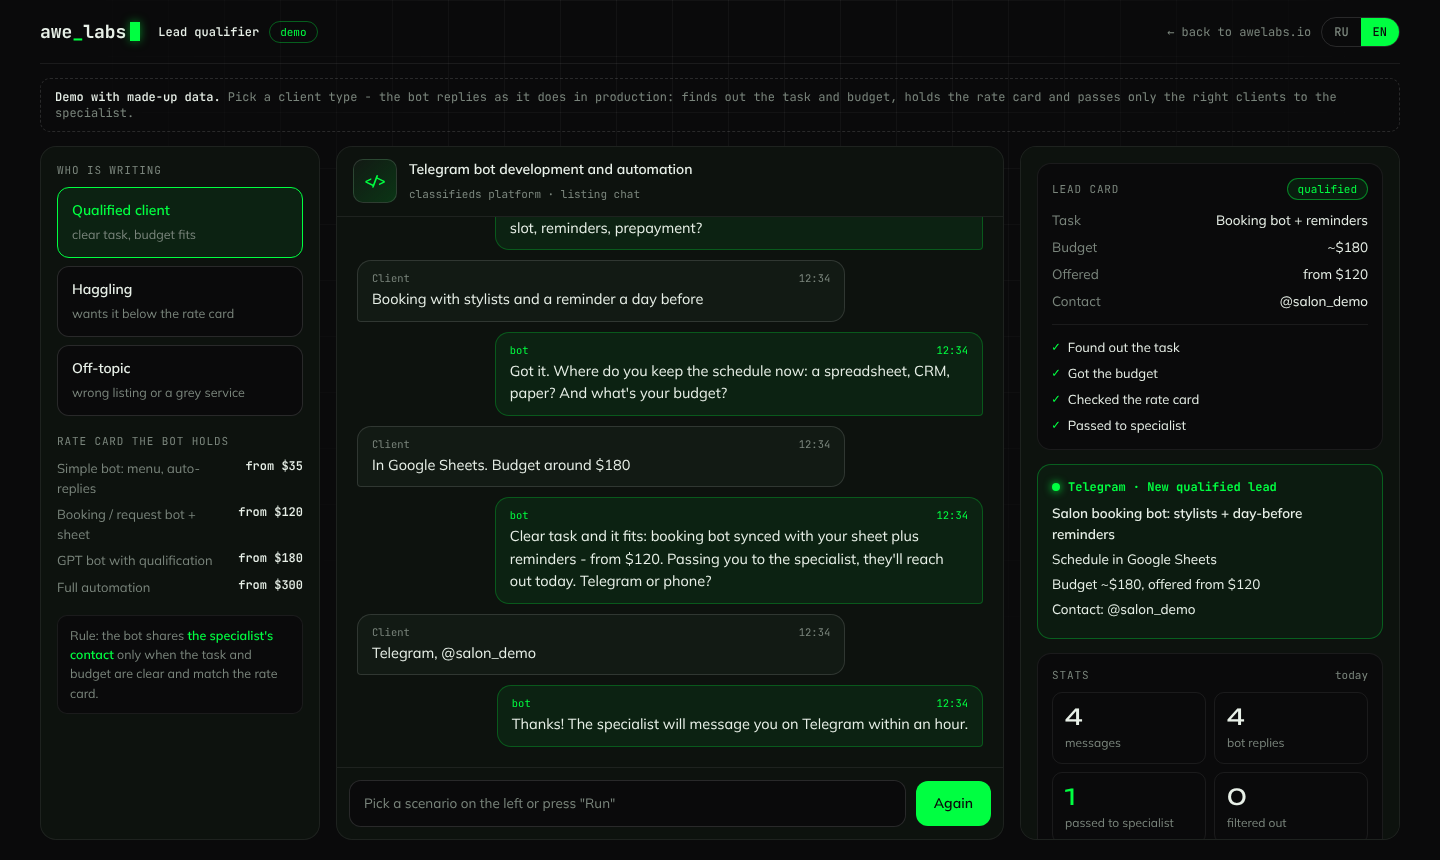 awe_labs
Lead qualifier
demo
← back to awelabs.io
RU
EN
Demo with made-up data. Pick a client type - the bot replies as it does in production: finds out the task and budget, holds the rate card and passes only the right clients to the
specialist.
WHO IS WRITING
Qualified client
clear task, budget fits
Haggling
wants it below the rate card
Off-topic
wrong listing or a grey service
RATE CARD THE BOT HOLDS
Simple bot: menu, auto-
replies
from $35
Booking / request bot +
sheet
from $120
GPT bot with qualification
from $180
Full automation
from $300
Rule: the bot shares the specialist's
contact only when the task and
budget are clear and match the rate
card.
</>
Telegram bot development and automation
classifieds platform · listing chat
slot, reminders, prepayment?
Client
12:34
Booking with stylists and a reminder a day before
bot
12:34
Got it. Where do you keep the schedule now: a spreadsheet, CRM,
paper? And what's your budget?
Client
12:34
In Google Sheets. Budget around $180
bot
12:34
Clear task and it fits: booking bot synced with your sheet plus
reminders - from $120. Passing you to the specialist, they'll reach
out today. Telegram or phone?
Client
12:34
Telegram, @salon_demo
bot
12:34
Thanks! The specialist will message you on Telegram within an hour.
Pick a scenario on the left or press "Run"
Again
LEAD CARD
qualified
Task
Booking bot + reminders
Budget
~$180
Offered
from $120
Contact
@salon_demo
✓ Found out the task
✓ Got the budget
✓ Checked the rate card
✓ Passed to specialist
Telegram · New qualified lead
Salon booking bot: stylists + day-before
reminders
Schedule in Google Sheets
Budget ~$180, offered from $120
Contact: @salon_demo
STATS
today
4
messages
4
bot replies
1
passed to specialist
0
filtered out